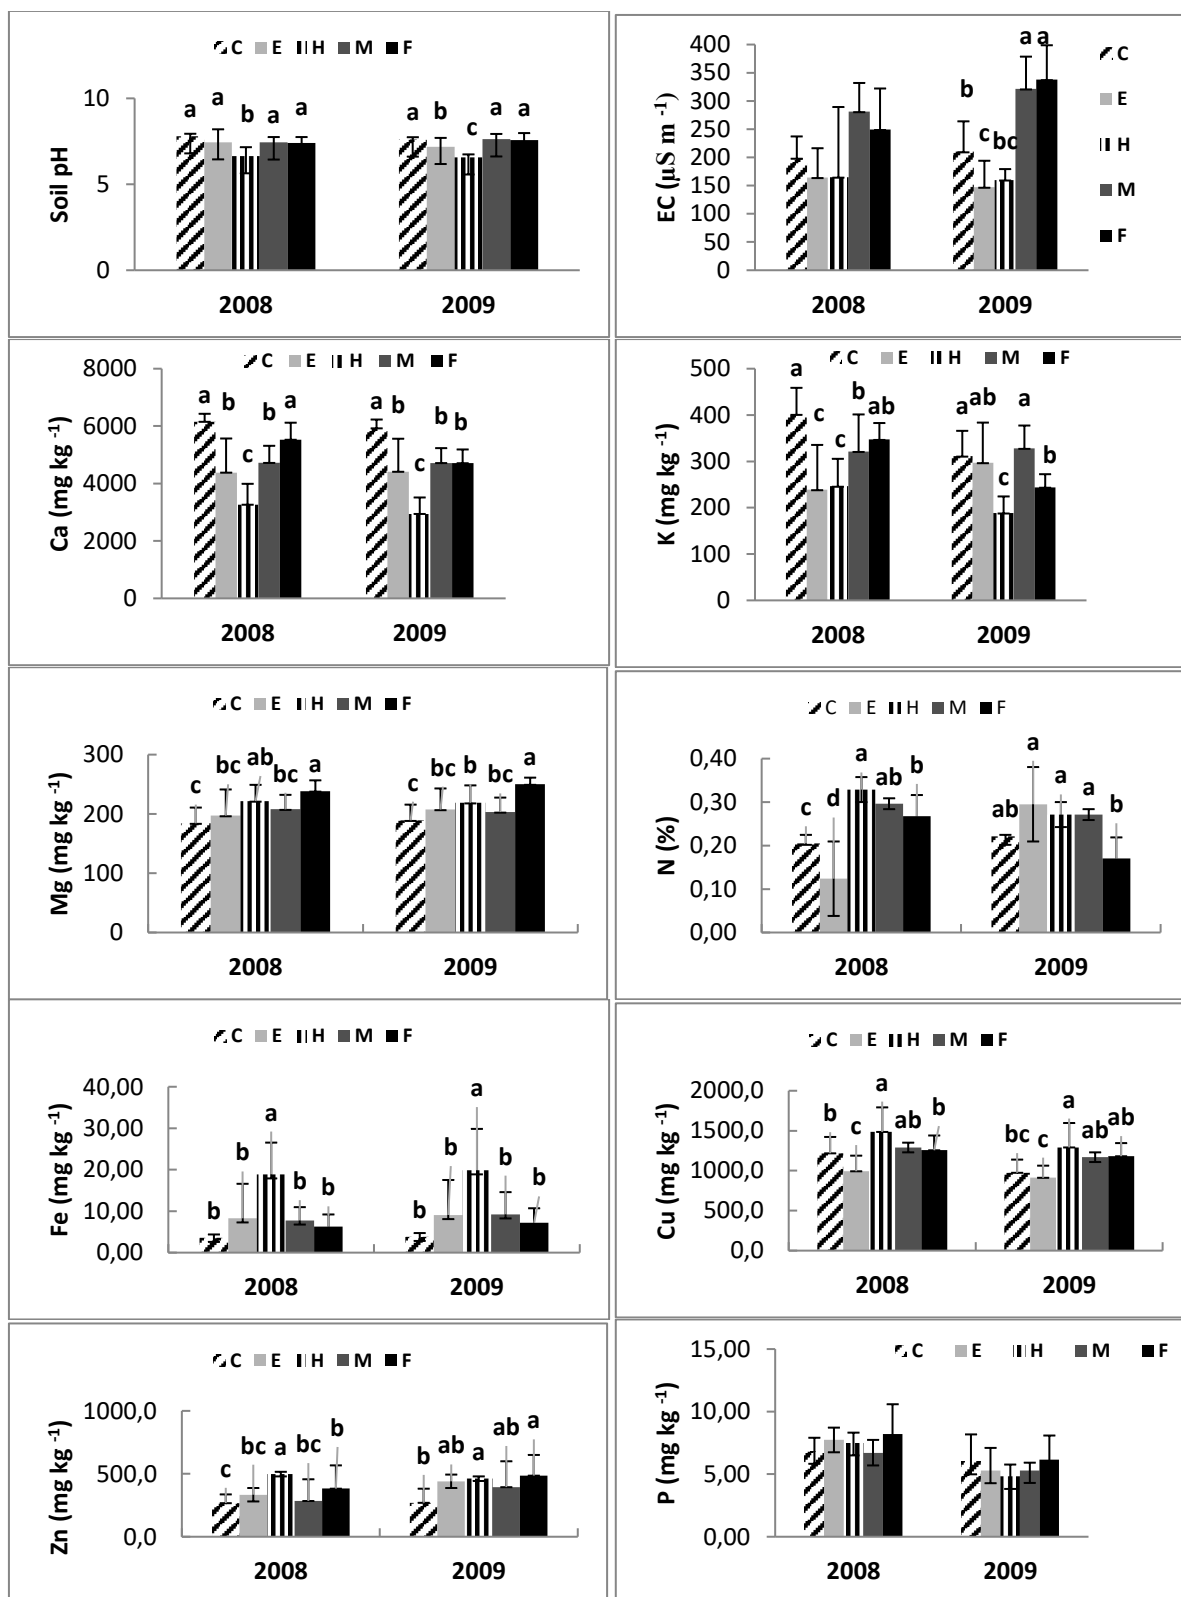 C E H M F
Soil pH
10
5
0
a a b a a
a b c a a
2008 2009
EC (µS m -1)
400
350
300
250
200
150
100
50
0
b c bc a a
C
E
H
M
F
2008 2009
C E H M F
Ca (mg kg -1)
8000
6000
4000
2000
0
a b c b a
a b c b b
2008 2009
C E H M F
K (mg kg -1)
500
400
300
200
100
0
a c c b ab
a ab c a b
2008 2009
C E H M F
Mg (mg kg -1)
300
200
100
0
c bc ab bc a
c bc b bc a
2008 2009
C E H M F
N (%)
0,40
0,30
0,20
0,10
0,00
c d a ab b
ab a a a b
2008 2009
C E H M F
Fe (mg kg -1)
40,00
30,00
20,00
10,00
0,00
b b a b b
b b a b b
2008 2009
C E H M F
Cu (mg kg -1)
2000,0
1500,0
1000,0
500,0
0,0
b c a ab b
bc c a ab ab
2008 2009
C E H M F
Zn (mg kg -1)
1000,0
500,0
0,0
c bc a bc b
b ab a ab a
2008 2009
C E H M F
P (mg kg -1)
15,00
10,00
5,00
0,00
2008 2009